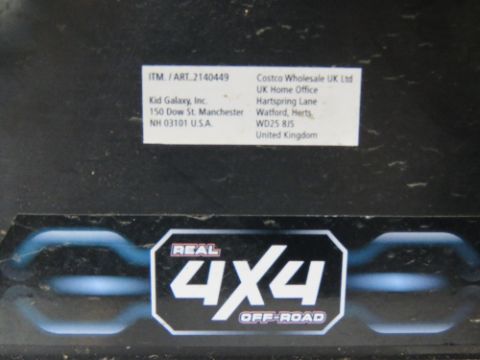 ITM. / ART..2140449
Kid Galaxy, Inc.
150 Dow St. Manchester
NH 03101 U.S.A.
Costco Wholesale UK Ltd
UK Home Office
Hartspring Lane
Watford, Herts
WD25 8JS
United Kingdom
REAL
4X4
OFF-ROAD